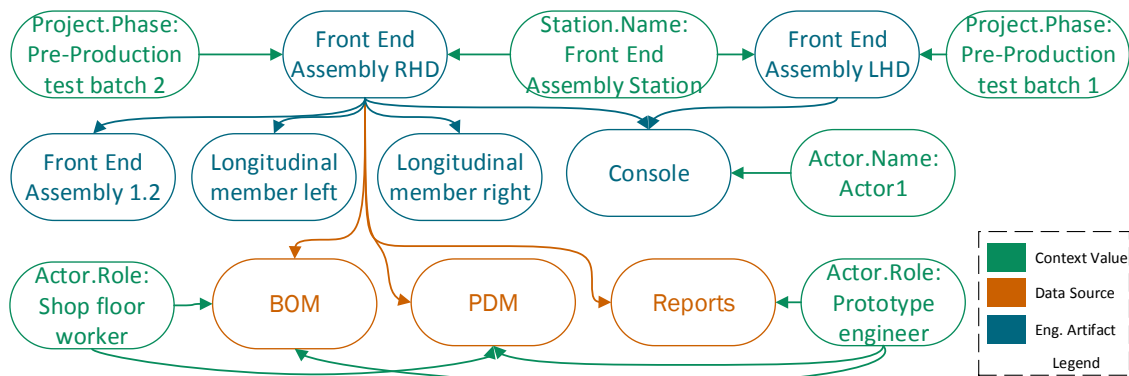 Project.Phase:
Pre-Production
test batch 2
Front End
Assembly RHD
Station.Name:
Front End
Assembly Station
Front End
Assembly LHD
Project.Phase:
Pre-Production
test batch 1
Front End
Assembly 1.2
Longitudinal
member left
Longitudinal
member right
Console
Actor.Name:
Actor1
Actor.Role:
Shop floor
worker
BOM
PDM
Reports
Actor.Role:
Prototype
engineer
Context Value
Data Source
Eng. Artifact
Legend